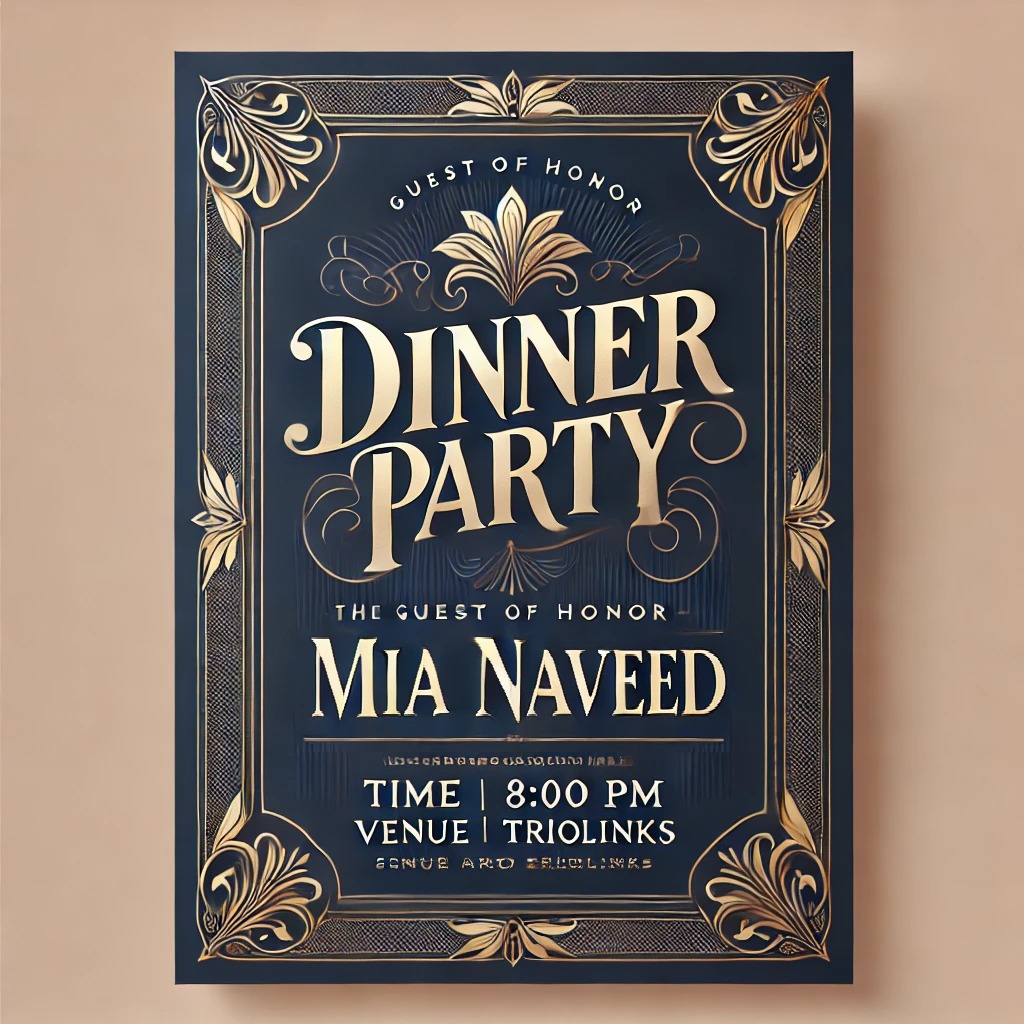 GUEST OF HONOR
DINNER
PARTY
THE GUEST OF HONOR
MIA NAVEED
TIME | 8:00 PM
VENUE | TRIOLINKS